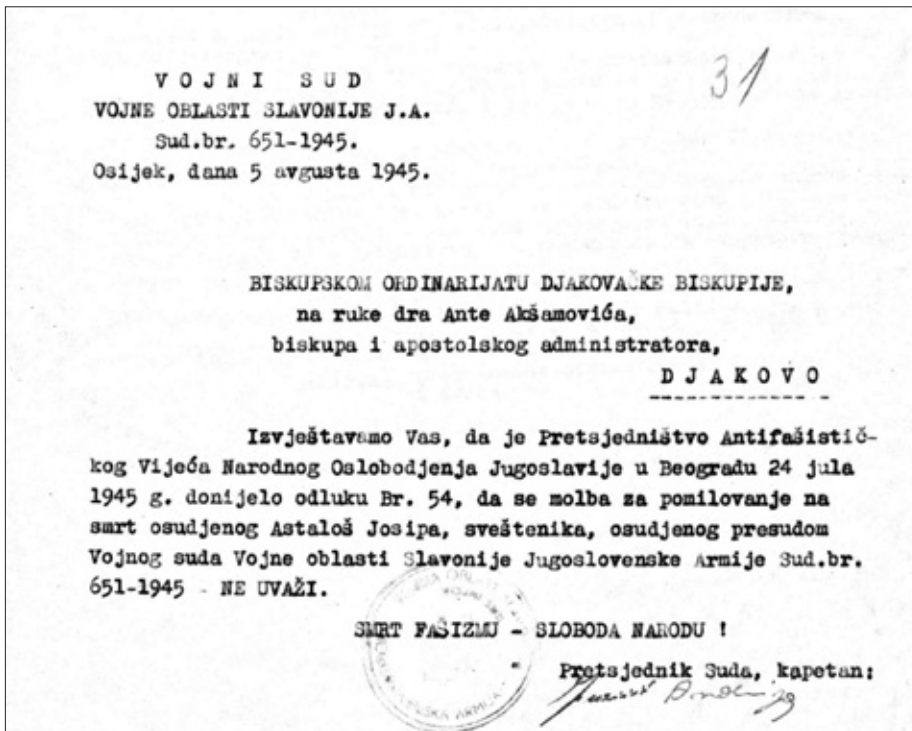 31
VOJNI SUD
VOJNE OBLASTI SLAVONIJE J.A.
Sud.br. 651-1945.
Osijek, dana 5 avgusta 1945.
BISKUPSKOM ORDINARIJATU DJAKOVAČKE BISKUPIJE,
na ruke dra Ante Akšamovića,
biskupa i apostolskog administratora,
DJAKOVO
Izvještavamo Vas, da je Pretsjedništvo Antifašistič-
kog Vijeća Narodnog Oslobodjenja Jugoslavije u Beogradu 24 jula
1945 g. donijelo odluku Br. 54, da se molba za pomilovanje na
smrt osudjenog Astaloš Josipa, sveštenika, osudjenog presudom
Vojnog suda Vojne oblasti Slavonije Jugoslovenske Armije Sud.br.
651-1945 - NE UVAŽI.
SMRT FAŠIZMU - SLOBODA NARODU !
Pretsjednik Suda, kapetan: